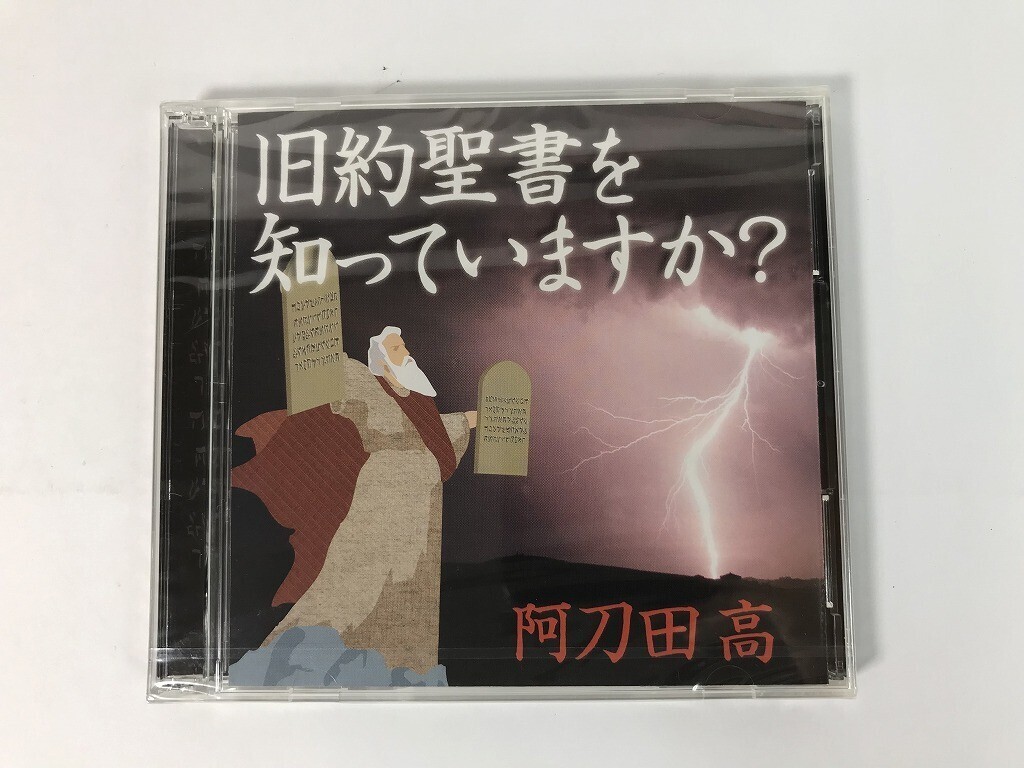 旧約聖書を
知っていますか?
阿刀田 高